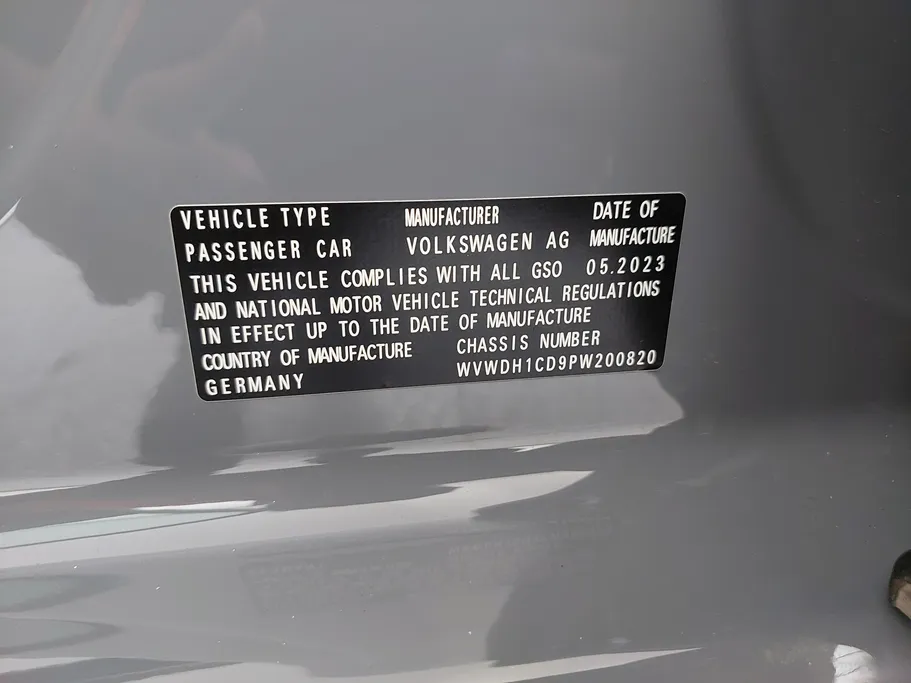 VEHICLE TYPE MANUFACTURER DATE OF
PASSENGER CAR VOLKSWAGEN AG MANUFACTURE
THIS VEHICLE COMPLIES WITH ALL GSO 05.2023
AND NATIONAL MOTOR VEHICLE TECHNICAL REGULATIONS
IN EFFECT UP TO THE DATE OF MANUFACTURE
COUNTRY OF MANUFACTURE CHASSIS NUMBER
GERMANY WVWDH1CD9PW200820